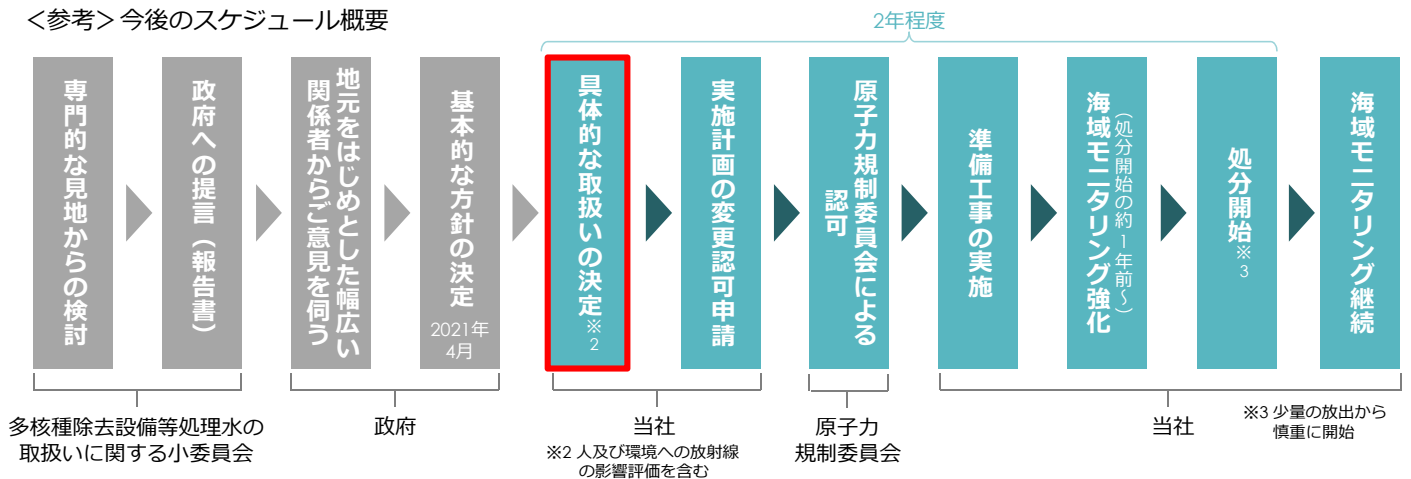 ＜参考＞今後のスケジュール概要
2年程度
専門的な見地からの検討
政府への提言（報告書）
地元をはじめとした幅広い
関係者からご意見を伺う
基本的な方針の決定
2021年
4月
具体的な取扱いの決定※2
実施計画の変更認可申請
原子力規制委員会による
認可
準備工事の実施
（処分開始の約1年前～）
海域モニタリング強化
処分開始※3
海域モニタリング継続
多核種除去設備等処理水の
取扱いに関する小委員会
政府
当社
※2 人及び環境への放射線
の影響評価を含む
原子力
規制委員会
当社
※3 少量の放出から
慎重に開始